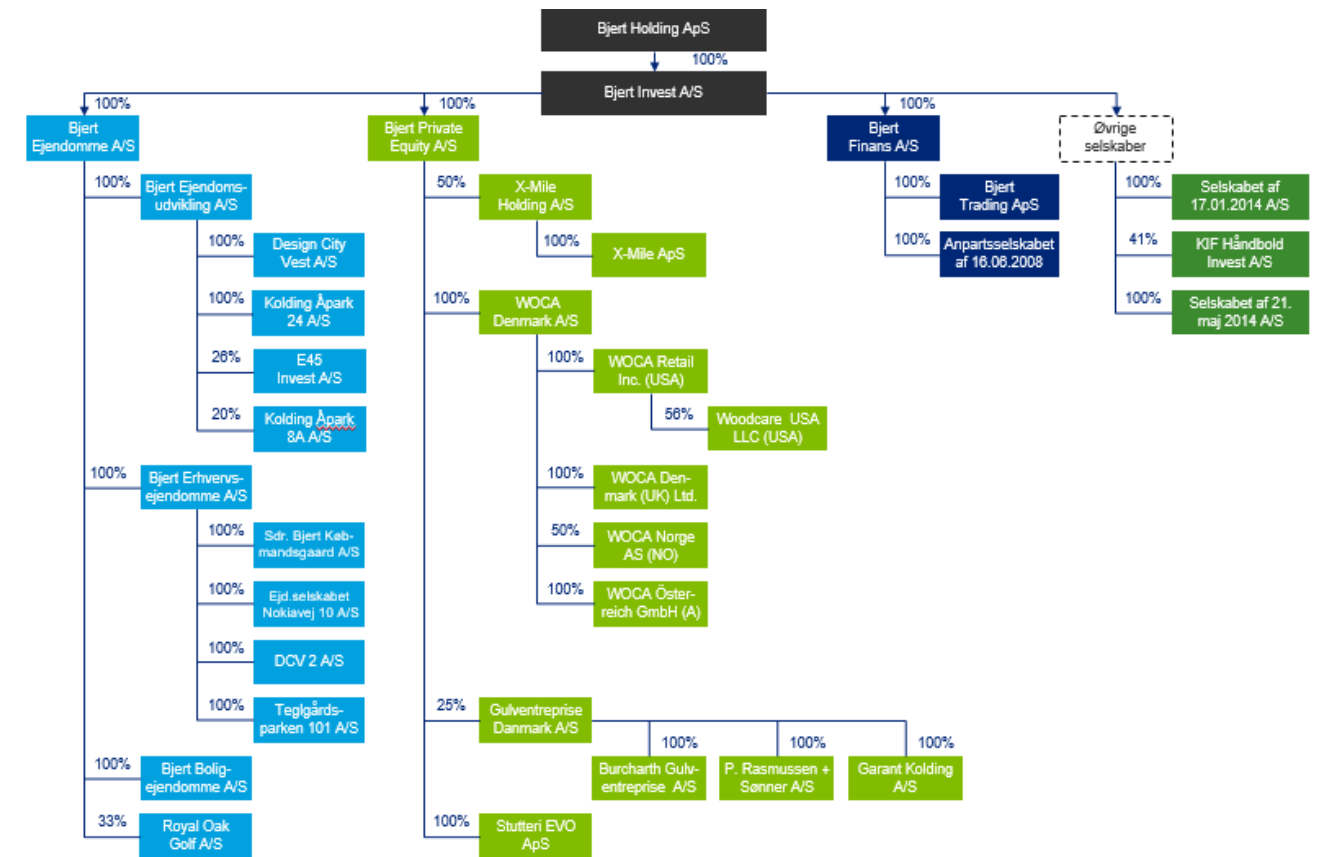 Bjert Holding ApS
100%
Bjert Invest A/S
100%
Bjert
Ejendomme A/S
100%
Bjert Ejendoms-
udvikling A/S
100%
Design City
Vest A/S
100%
Kolding Åpark
24 A/S
26%
E45
Invest A/S
20%
Kolding Åpark
8A A/S
100%
Bjert Erhvervs-
ejendomme A/S
100%
Sdr. Bjert Køb-
mandsgaard A/S
100%
Ejd.selskabet
Nokiavej 10 A/S
100%
DCV 2 A/S
100%
Teglgårds-
parken 101 A/S
100%
Bjert Bolig-
ejendomme A/S
33%
Royal Oak
Golf A/S
100%
Bjert Private
Equity A/S
50%
X-Mile
Holding A/S
100%
X-Mile ApS
100%
WOCA
Denmark A/S
100%
WOCA Retail
Inc. (USA)
56%
Woodcare USA
LLC (USA)
100%
WOCA Den-
mark (UK) Ltd.
50%
WOCA Norge
AS (NO)
100%
WOCA Öster-
reich GmbH (A)
25%
Gulventreprise
Danmark A/S
100%
Burcharth Gulv-
entreprise A/S
100%
P. Rasmussen +
Sønner A/S
100%
Garant Kolding
A/S
100%
Stutteri EVO
ApS
100%
Bjert
Finans A/S
100%
Bjert
Trading ApS
100%
Anpartsselskabet
af 16.06.2008
Øvrige
selskaber
100%
Selskabet af
17.01.2014 A/S
41%
KIF Håndbold
Invest A/S
100%
Selskabet af 21.
maj 2014 A/S